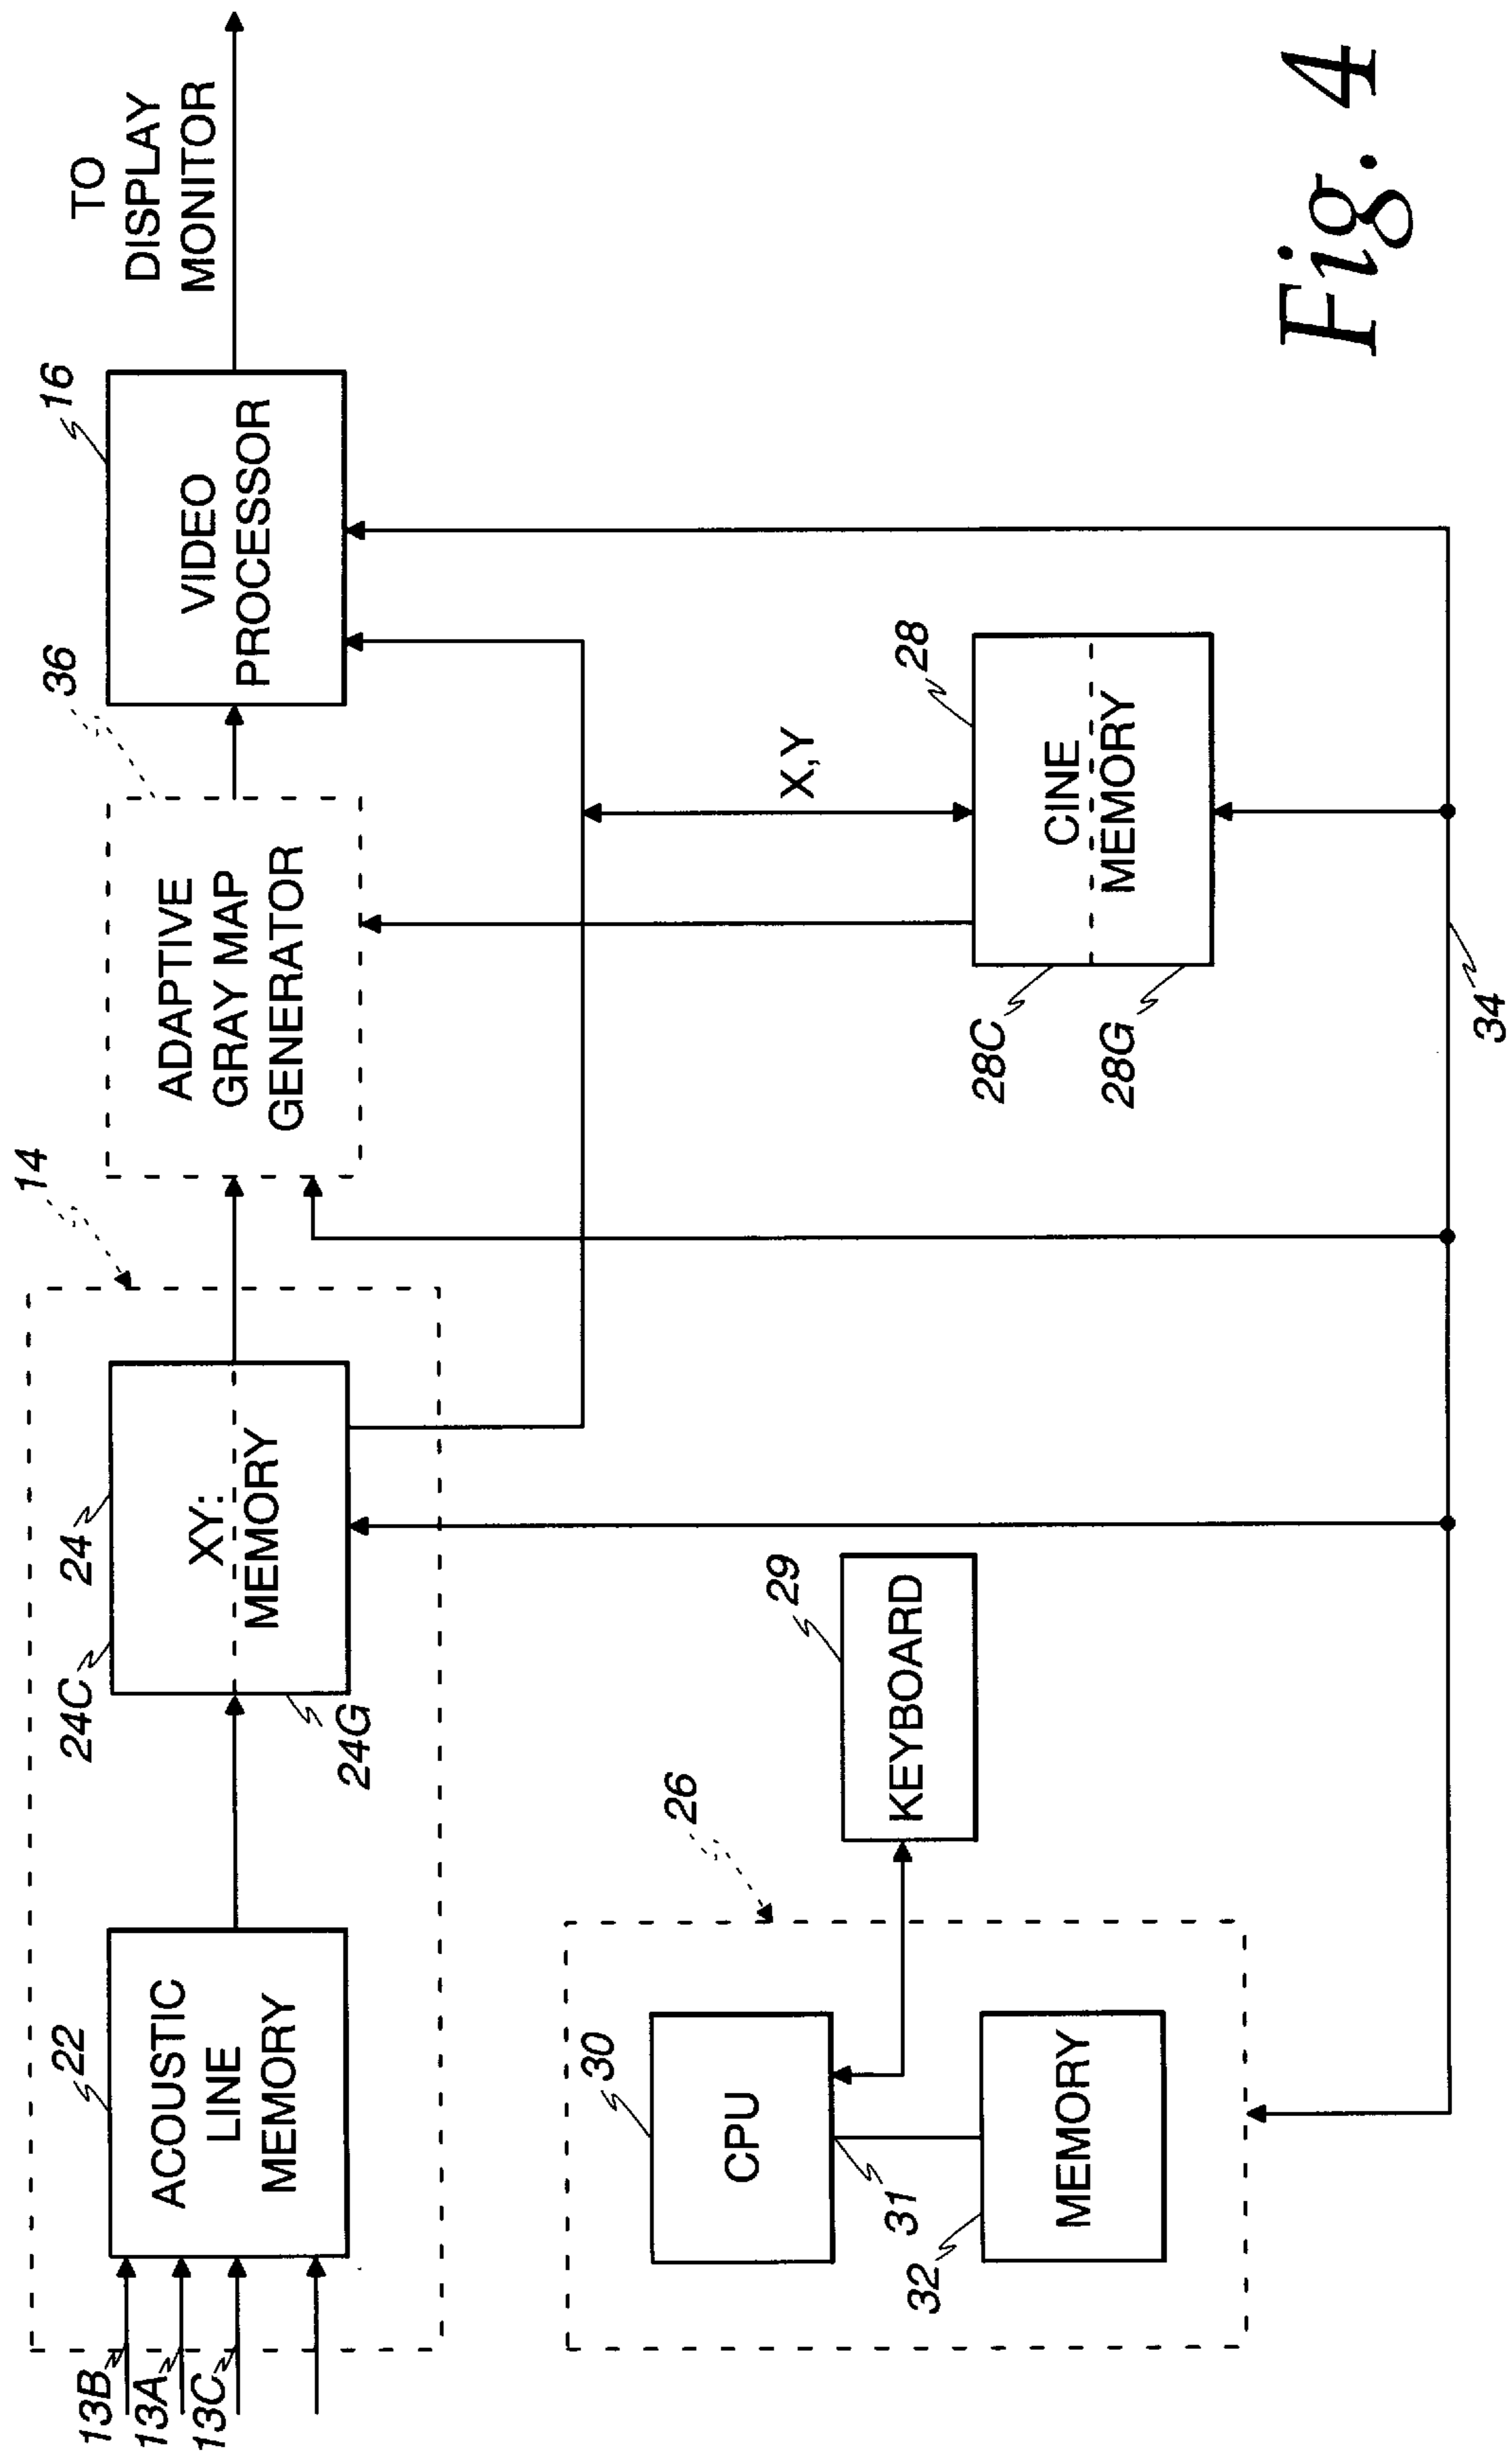 13B
13A
13C
22
ACOUSTIC
LINE
MEMORY
24C
24
XY:
MEMORY
24G
14
36
ADAPTIVE
GRAY MAP
GENERATOR
16
VIDEO
PROCESSOR
TO
DISPLAY
MONITOR
26
30
CPU
31
32
MEMORY
29
KEYBOARD
X,Y
28
CINE
MEMORY
28C
28G
34
Fig. 4